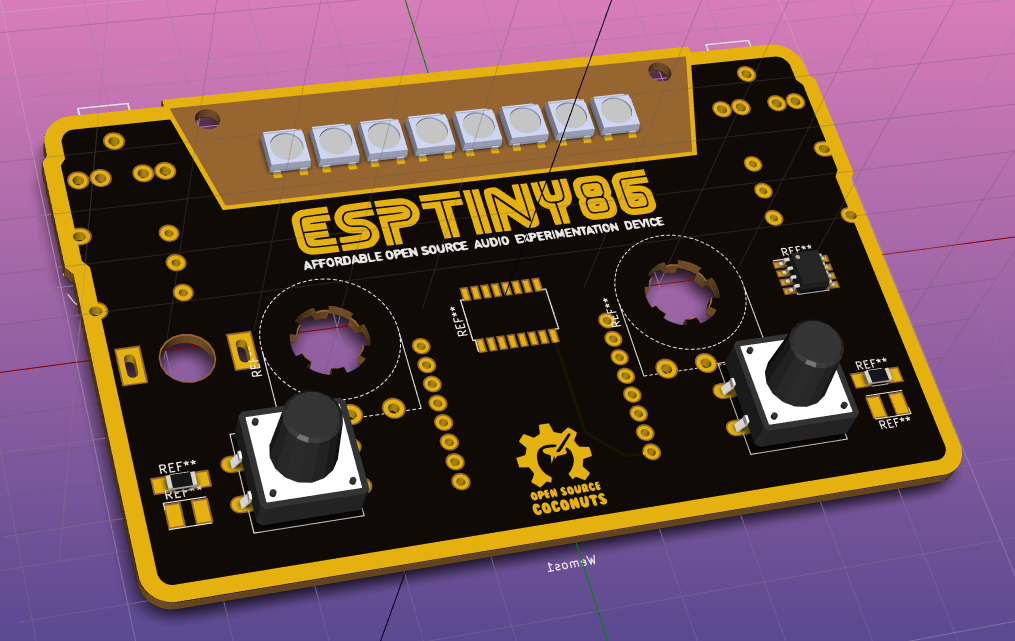 ESPTINY86
AFFORDABLE OPEN SOURCE AUDIO EXPERIMENTATION DEVICE
REF**
REF**
REF**
REF**
REF**
REF**
REF**
REF**
OPEN SOURCE
COCONUTS
Wemos1